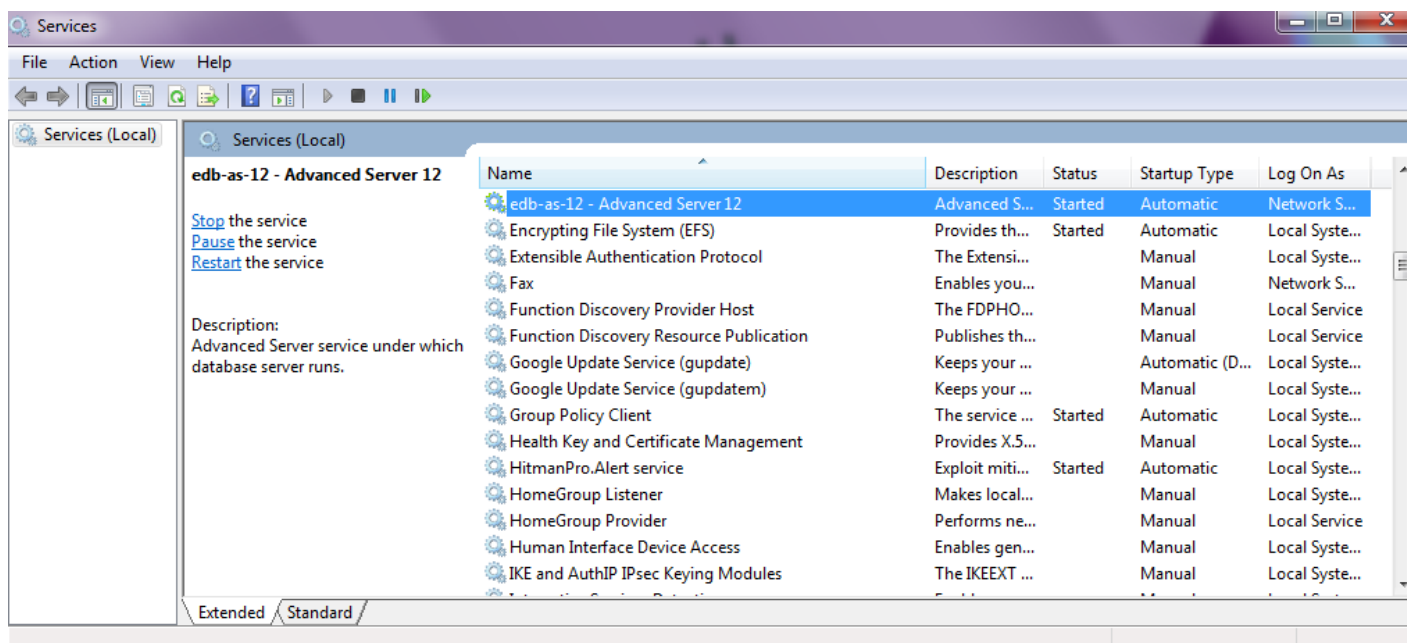 Services
File Action View Help
Services (Local)
Services (Local)
edb-as-12 - Advanced Server 12
Stop the service
Pause the service
Restart the service
Description:
Advanced Server service under which
database server runs.
Name Description Status Startup Type Log On As
edb-as-12 - Advanced Server 12 Advanced S... Started Automatic Network S...
Encrypting File System (EFS) Provides th... Started Automatic Local Syste...
Extensible Authentication Protocol The Extensi... Manual Local Syste...
Fax Enables you... Manual Network S...
Function Discovery Provider Host The FDPHO... Manual Local Service
Function Discovery Resource Publication Publishes th... Manual Local Service
Google Update Service (gupdate) Keeps your ... Automatic (D... Local Syste...
Google Update Service (gupdatem) Keeps your ... Manual Local Syste...
Group Policy Client The service ... Started Automatic Local Syste...
Health Key and Certificate Management Provides X.5... Manual Local Syste...
HitmanPro.Alert service Exploit miti... Started Automatic Local Syste...
HomeGroup Listener Makes local... Manual Local Syste...
HomeGroup Provider Performs ne... Manual Local Service
Human Interface Device Access Enables gen... Manual Local Syste...
IKE and AuthIP IPsec Keying Modules The IKEEXT ... Manual Local Syste...
Extended Standard